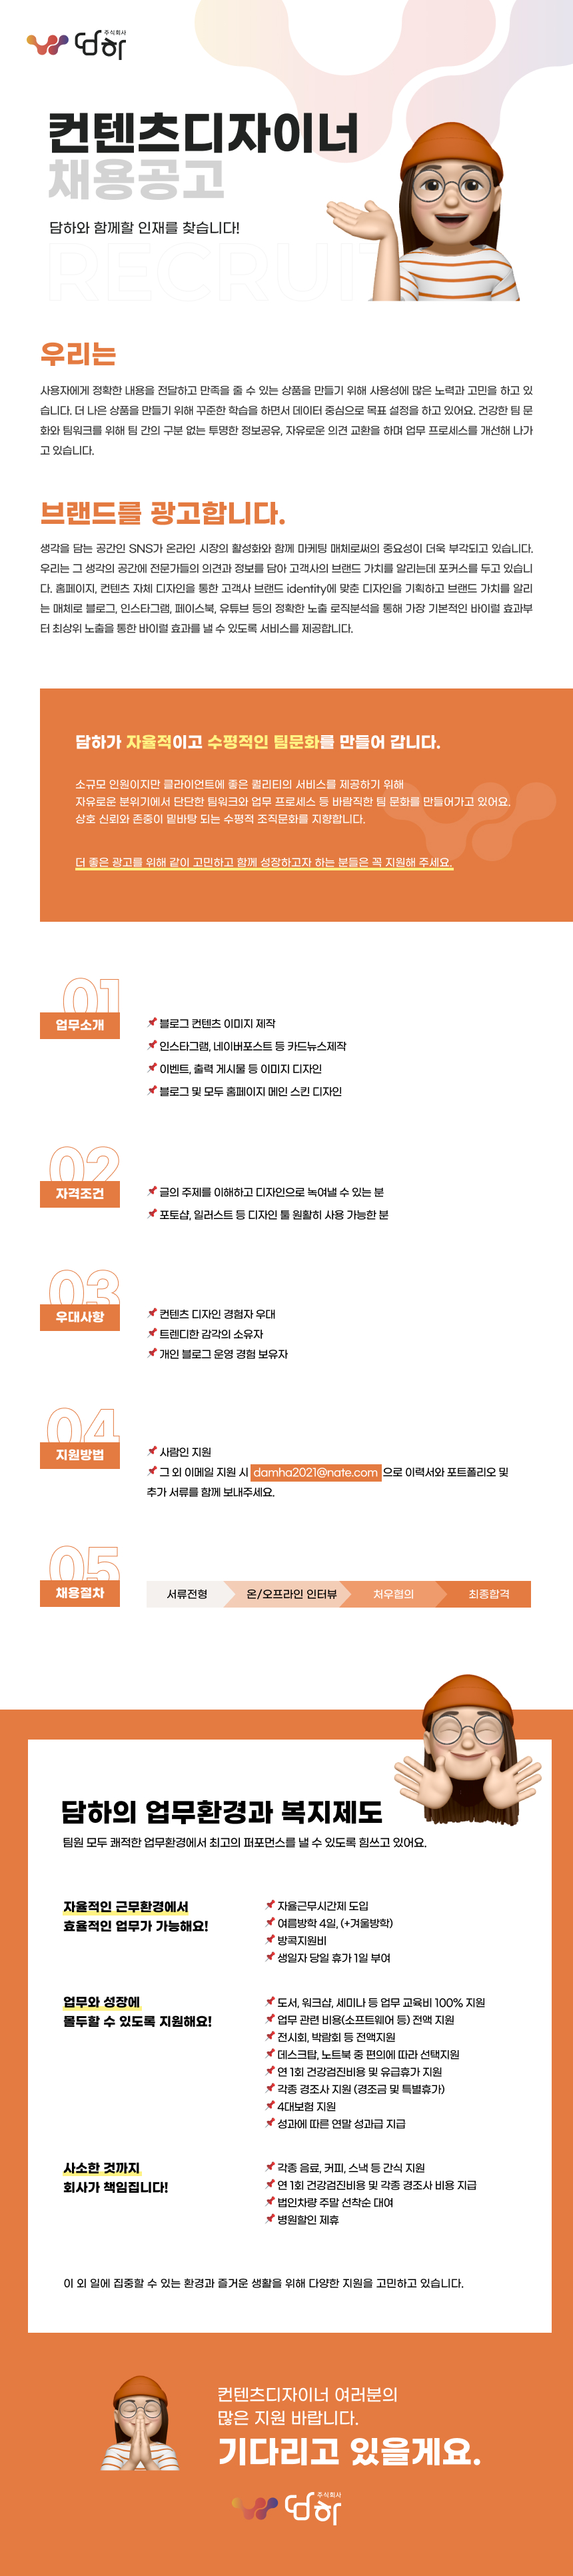 주식회사
담하
컨텐츠디자이너
채용공고
담하와 함께할 인재를 찾습니다!
RECRUIT
우리는
사용자에게 정확한 내용을 전달하고 만족을 줄 수 있는 상품을 만들기 위해 사용성에 많은 노력과 고민을 하고 있
습니다. 더 나은 상품을 만들기 위해 꾸준한 학습을 하면서 데이터 중심으로 목표 설정을 하고 있어요. 건강한 팀 문
화와 팀워크를 위해 팀 간의 구분 없는 투명한 정보공유, 자유로운 의견 교환을 하며 업무 프로세스를 개선해 나가
고 있습니다.
브랜드를 광고합니다.
생각을 담는 공간인 SNS가 온라인 시장의 활성화와 함께 마케팅 매체로써의 중요성이 더욱 부각되고 있습니다.
우리는 그 생각의 공간에 전문가들의 의견과 정보를 담아 고객사의 브랜드 가치를 알리는데 포커스를 두고 있습니
다. 홈페이지, 컨텐츠 자체 디자인을 통한 고객사 브랜드 identity에 맞춘 디자인을 기획하고 브랜드 가치를 알리
는 매체로 블로그, 인스타그램, 페이스북, 유튜브 등의 정확한 노출 로직분석을 통해 가장 기본적인 바이럴 효과부
터 최상위 노출을 통한 바이럴 효과를 낼 수 있도록 서비스를 제공합니다.
담하가 자율적이고 수평적인 팀문화를 만들어 갑니다.
소규모 인원이지만 클라이언트에 좋은 퀄리티의 서비스를 제공하기 위해
자유로운 분위기에서 단단한 팀워크와 업무 프로세스 등 바람직한 팀 문화를 만들어가고 있어요.
상호 신뢰와 존중이 밑바탕 되는 수평적 조직문화를 지향합니다.
더 좋은 광고를 위해 같이 고민하고 함께 성장하고자 하는 분들은 꼭 지원해 주세요.
01
업무소개
블로그 컨텐츠 이미지 제작
인스타그램, 네이버포스트 등 카드뉴스제작
이벤트, 출력 게시물 등 이미지 디자인
블로그 및 모두 홈페이지 메인 스킨 디자인
02
자격조건
글의 주제를 이해하고 디자인으로 녹여낼 수 있는 분
포토샵, 일러스트 등 디자인 툴 원활히 사용 가능한 분
03
우대사항
컨텐츠 디자인 경험자 우대
트렌디한 감각의 소유자
개인 블로그 운영 경험 보유자
04
지원방법
사람인 지원
그 외 이메일 지원 시 damha2021@nate.com 으로 이력서와 포트폴리오 및
추가 서류를 함께 보내주세요.
05
채용절차
서류전형 온/오프라인 인터뷰 처우협의 최종합격
담하의 업무환경과 복지제도
팀원 모두 쾌적한 업무환경에서 최고의 퍼포먼스를 낼 수 있도록 힘쓰고 있어요.
자율적인 근무환경에서
효율적인 업무가 가능해요!
자율근무시간제 도입
여름방학 4일, (+겨울방학)
방콕지원비
생일자 당일 휴가 1일 부여
업무와 성장에
몰두할 수 있도록 지원해요!
도서, 워크샵, 세미나 등 업무 교육비 100% 지원
업무 관련 비용(소프트웨어 등) 전액 지원
전시회, 박람회 등 전액지원
데스크탑, 노트북 중 편의에 따라 선택지원
연 1회 건강검진비용 및 유급휴가 지원
각종 경조사 지원 (경조금 및 특별휴가)
4대보험 지원
성과에 따른 연말 성과급 지급
사소한 것까지
회사가 책임집니다!
각종 음료, 커피, 스낵 등 간식 지원
연 1회 건강검진비용 및 각종 경조사 비용 지급
법인차량 주말 선착순 대여
병원할인 제휴
이 외 일에 집중할 수 있는 환경과 즐거운 생활을 위해 다양한 지원을 고민하고 있습니다.
컨텐츠디자이너 여러분의
많은 지원 바랍니다.
기다리고 있을게요.
주식회사
담하